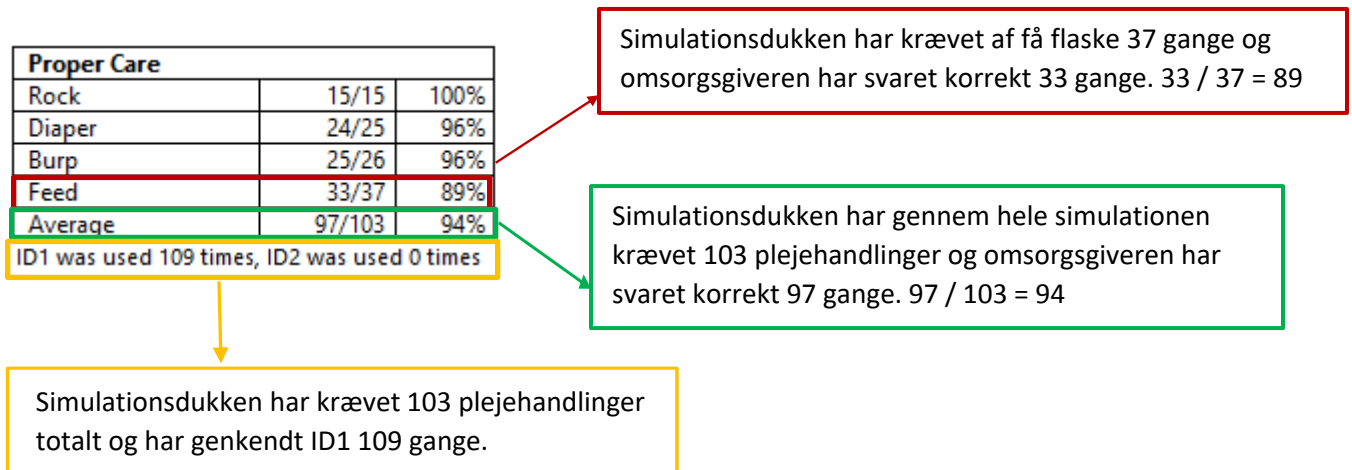 Simulationsdukken har krævet af få flaske 37 gange og
omsorgsgiveren har svaret korrekt 33 gange. 33 / 37 = 89
Proper Care
Rock 15/15 100%
Diaper 24/25 96%
Burp 25/26 96%
Feed 33/37 89%
Average 97/103 94%
ID1 was used 109 times, ID2 was used 0 times
Simulationsdukken har gennem hele simulationen
krævet 103 plejehandlinger og omsorgsgiveren har
svaret korrekt 97 gange. 97 / 103 = 94
Simulationsdukken har krævet 103 plejehandlinger
totalt og har genkendt ID1 109 gange.